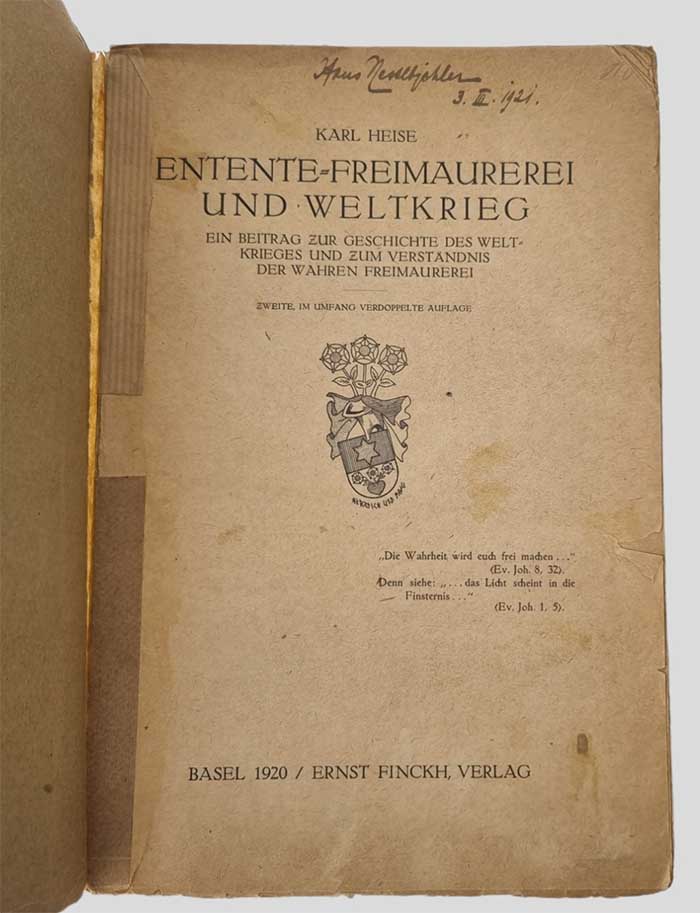 Hans
3. III. 1921.
KARL HEISE
ENTENTE=FREIMAUREREI
UND WELTKRIEG
EIN BEITRAG ZUR GESCHICHTE DES WELT=
KRIEGES UND ZUM VERSTÄNDNIS
DER WAHREN FREIMAUREREI
ZWEITE, IM UMFANG VERDOPPELTE AUFLAGE
„Die Wahrheit wird euch frei machen . . .“
(Ev. Joh. 8, 32).
Denn siehe: „ . . . das Licht scheint in die
Finsternis . . .“
(Ev. Joh. 1, 5).
BASEL 1920 / ERNST FINCKH, VERLAG